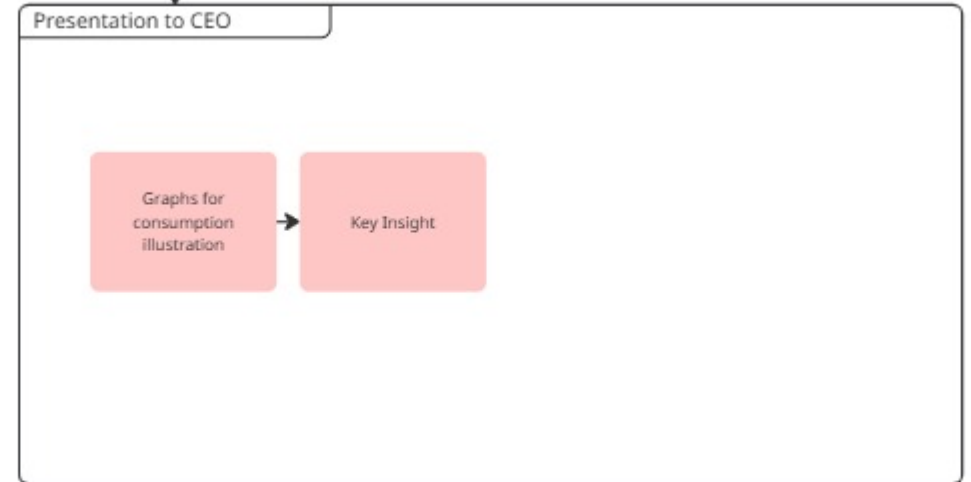 Presentation to CEO
Graphs for
consumption
illustration
Key Insight